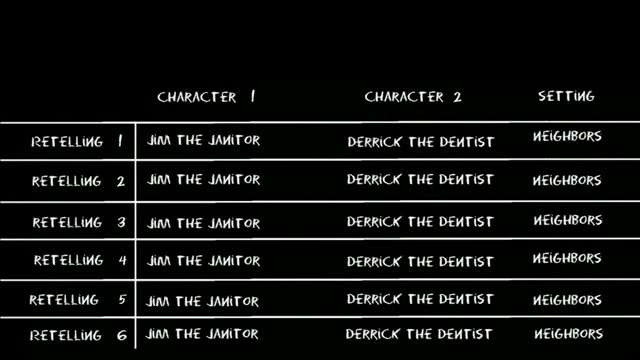 CHARACTER 1 CHARACTER 2 SETTING
RETELLING 1 JIM THE JANITOR DERRICK THE DENTIST NEIGHBORS
RETELLING 2 JIM THE JANITOR DERRICK THE DENTIST NEIGHBORS
RETELLING 3 JIM THE JANITOR DERRICK THE DENTIST NEIGHBORS
RETELLING 4 JIM THE JANITOR DERRICK THE DENTIST NEIGHBORS
RETELLING 5 JIM THE JANITOR DERRICK THE DENTIST NEIGHBORS
RETELLING 6 JIM THE JANITOR DERRICK THE DENTIST NEIGHBORS